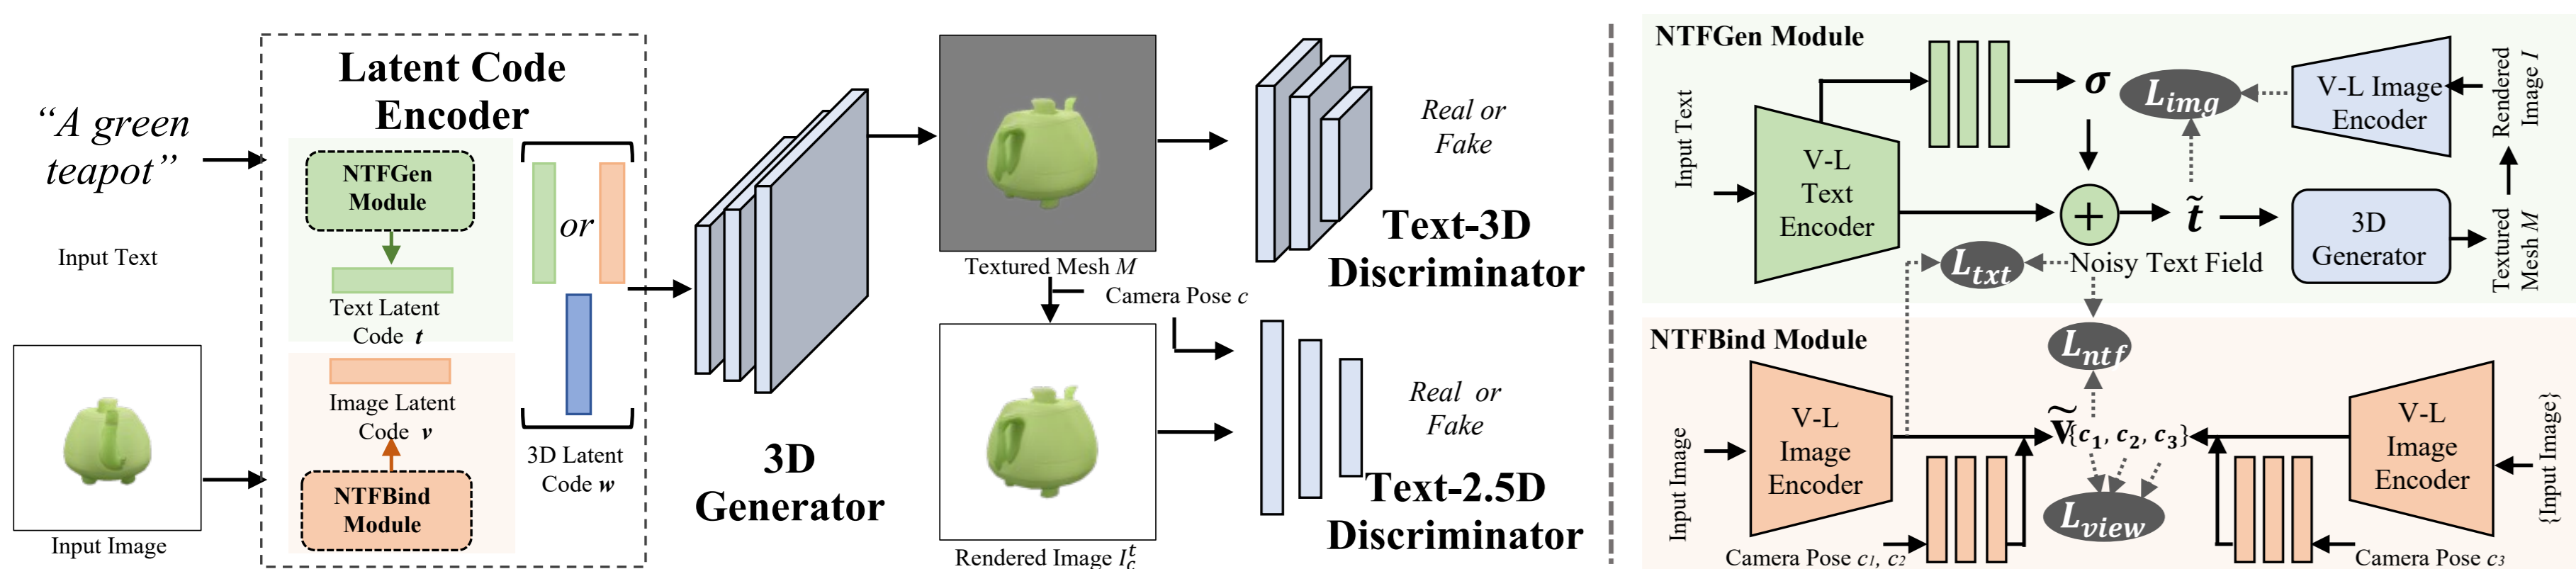 “A green
teapot”
Input Text
Input Image
Latent Code
Encoder
NTFGen
Module
Text Latent
Code t
Image Latent
Code v
NTFBind
Module
or
3D Latent
Code w
3D
Generator
Textured Mesh M
Camera Pose c
Rendered Image I_c^t
Real or
Fake
Text-3D
Discriminator
Real or
Fake
Text-2.5D
Discriminator
NTFGen Module
Input Text
V-L
Text
Encoder
σ
+
t̃
Noisy Text Field
L_img
V-L Image
Encoder
Rendered
Image I
3D
Generator
Textured
Mesh M
L_txt
L_ntf
NTFBind Module
Input Image
V-L
Image
Encoder
Camera Pose c1, c2
Ṽ{c1, c2, c3}
L_view
V-L
Image
Encoder
{Input Image}
Camera Pose c3